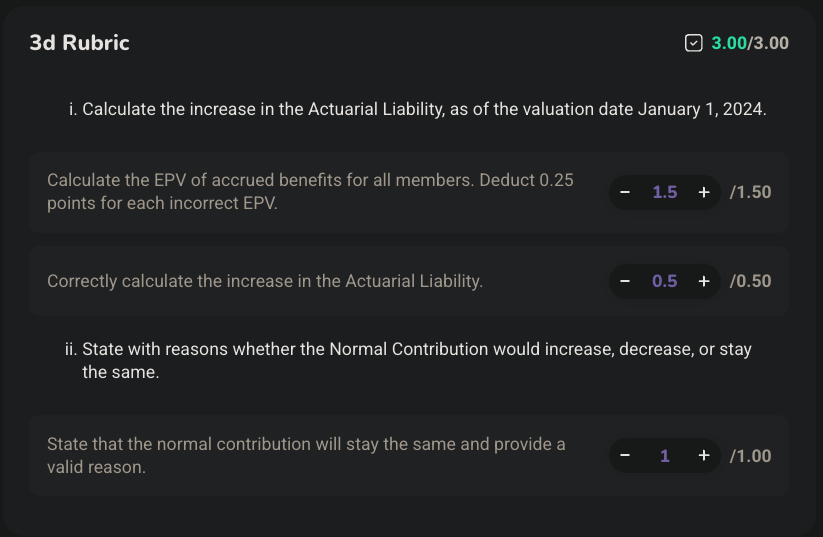 3d Rubric
3.00/3.00
i. Calculate the increase in the Actuarial Liability, as of the valuation date January 1, 2024.
Calculate the EPV of accrued benefits for all members. Deduct 0.25
points for each incorrect EPV.
− 1.5 + /1.50
Correctly calculate the increase in the Actuarial Liability.
− 0.5 + /0.50
ii. State with reasons whether the Normal Contribution would increase, decrease, or stay
the same.
State that the normal contribution will stay the same and provide a
valid reason.
− 1 + /1.00